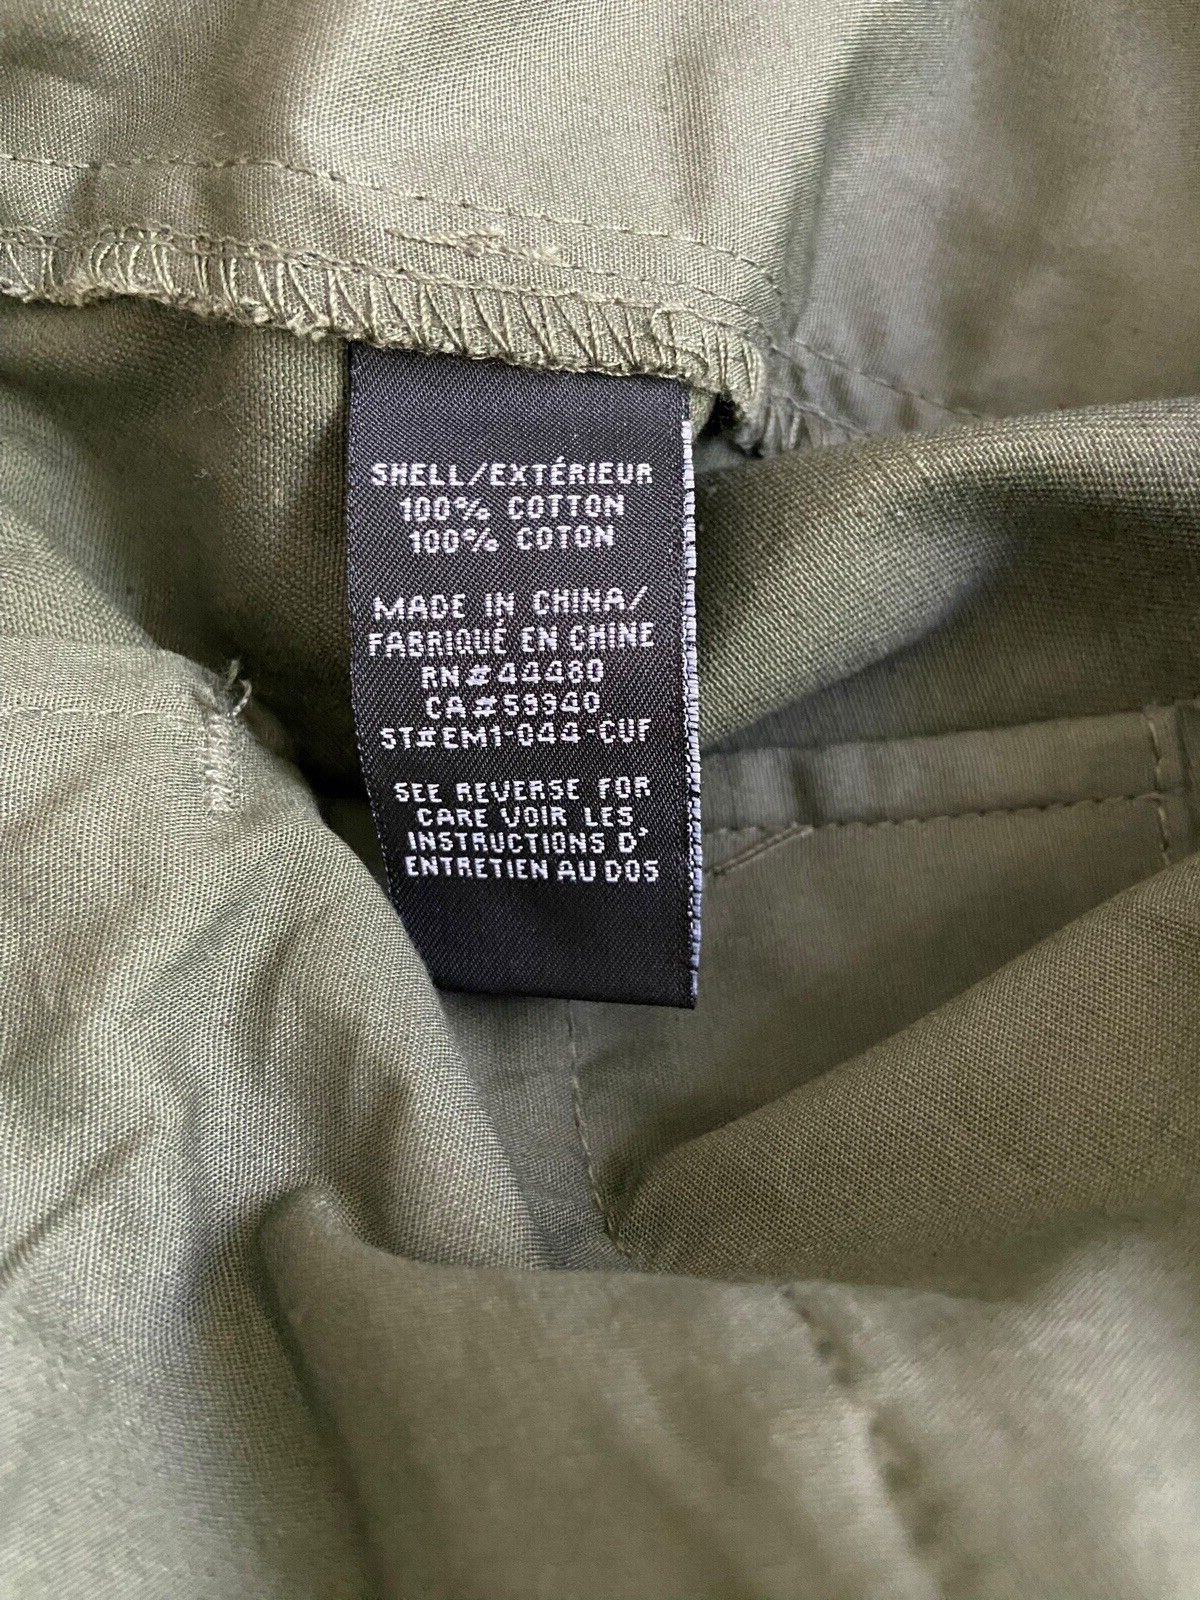 SHELL/EXTÉRIEUR
100% COTTON
100% COTON
MADE IN CHINA/
FABRIQUÉ EN CHINE
RN#44480
CA#59940
ST#EM1-044-CUF
SEE REVERSE FOR
CARE VOIR LES
INSTRUCTIONS D'
ENTRETIEN AU DOS